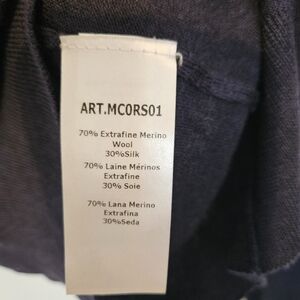 ART.MC0RS01
70% Extrafine Merino
Wool
30%Silk
70% Laine Mérinos
Extrafine
30% Soie
70% Lana Merino
Extrafina
30%Seda